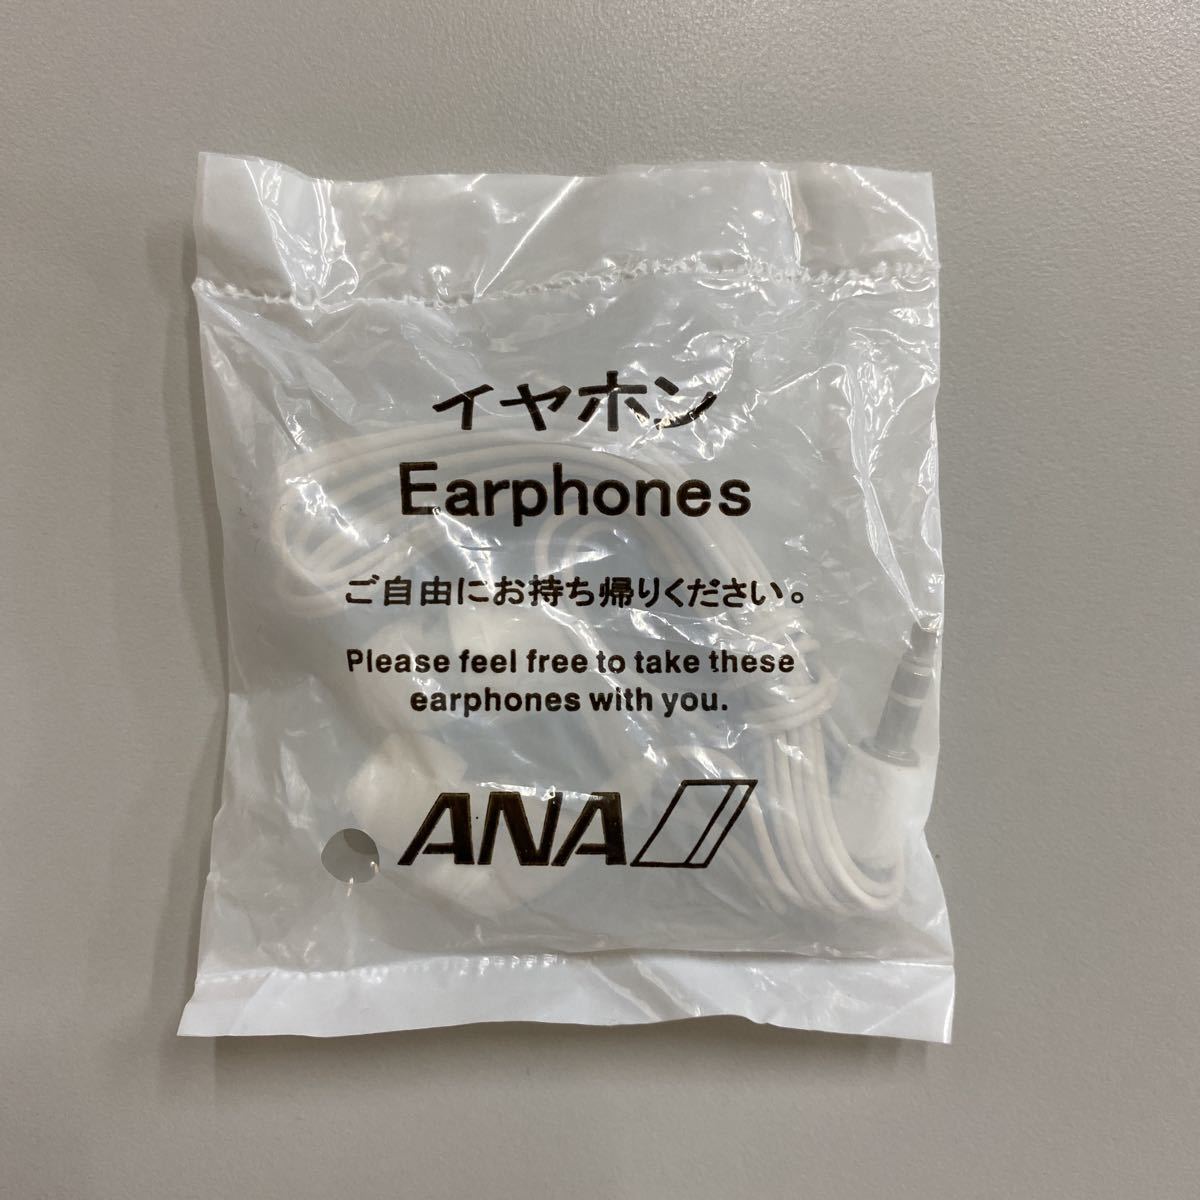 イヤホン
Earphones
ご自由にお持ち帰りください。
Please feel free to take these
earphones with you.
ANA